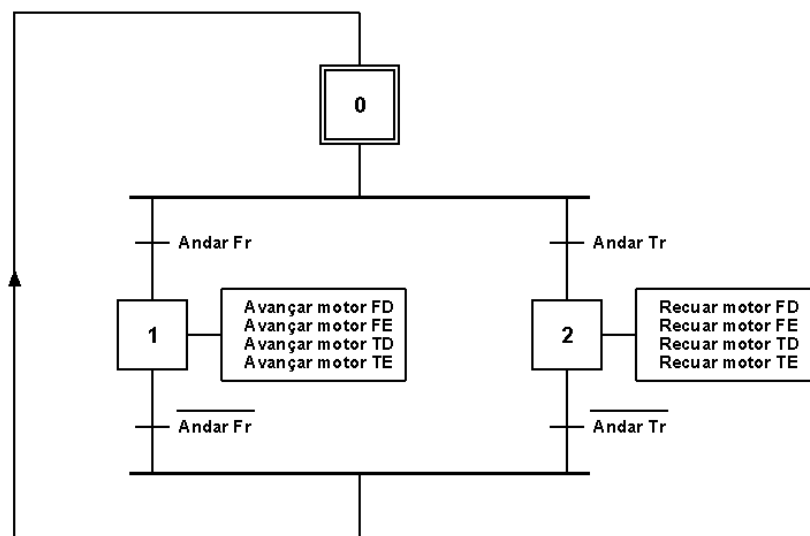 0
Andar Fr
Andar Tr
1
Avançar motor FD
Avançar motor FE
Avançar motor TD
Avançar motor TE
2
Recuar motor FD
Recuar motor FE
Recuar motor TD
Recuar motor TE
Andar Fr
Andar Tr